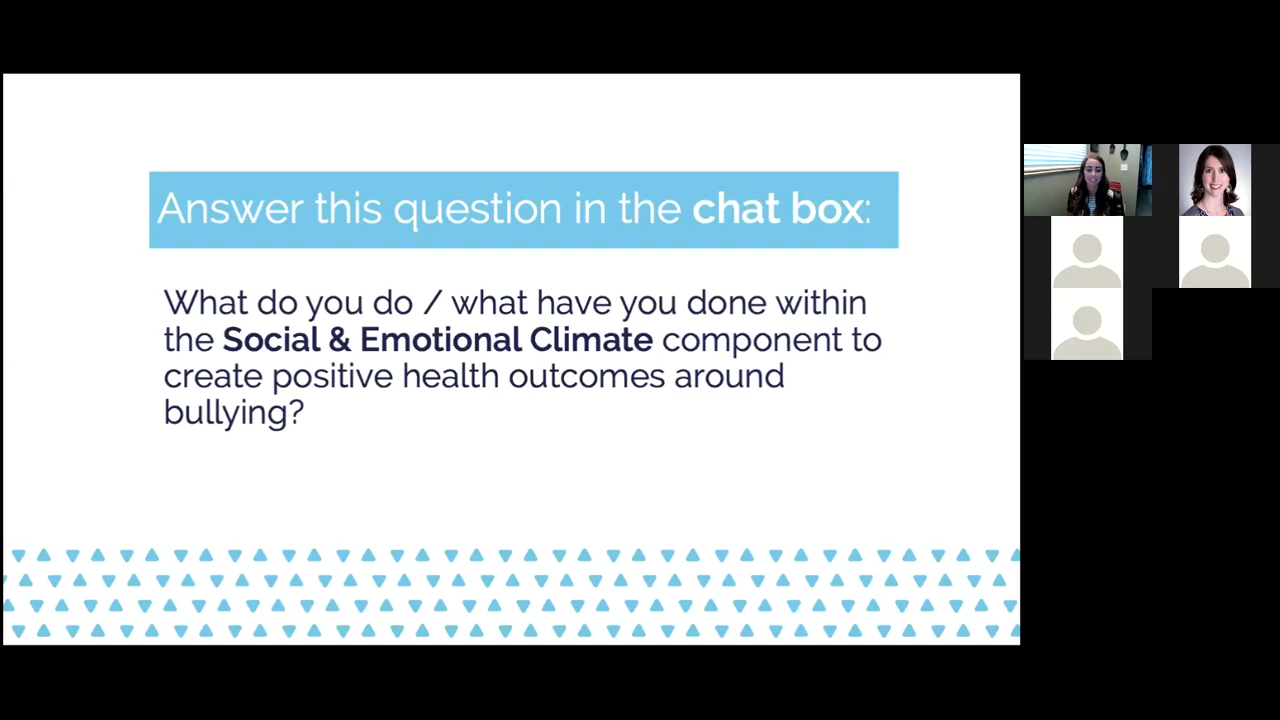 Answer this question in the chat box:
What do you do / what have you done within
the Social & Emotional Climate component to
create positive health outcomes around
bullying?